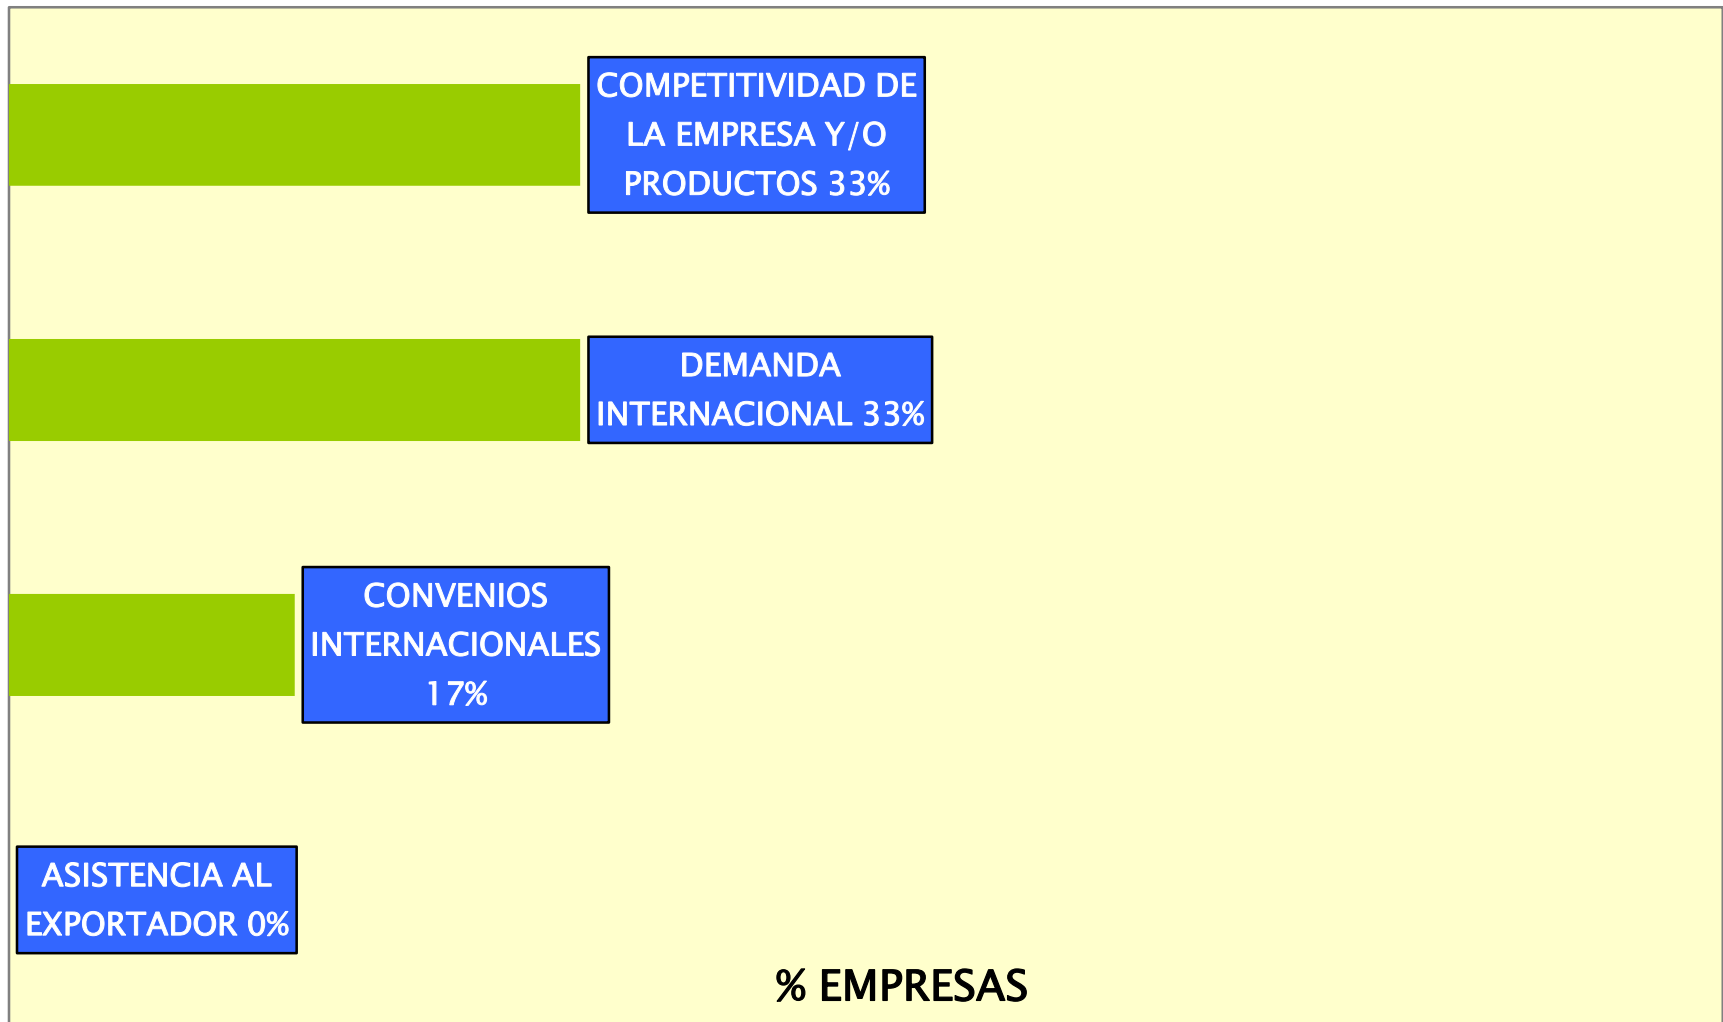 COMPETITIVIDAD DE
LA EMPRESA Y/O
PRODUCTOS 33%
DEMANDA
INTERNACIONAL 33%
CONVENIOS
INTERNACIONALES
17%
ASISTENCIA AL
EXPORTADOR 0%
% EMPRESAS